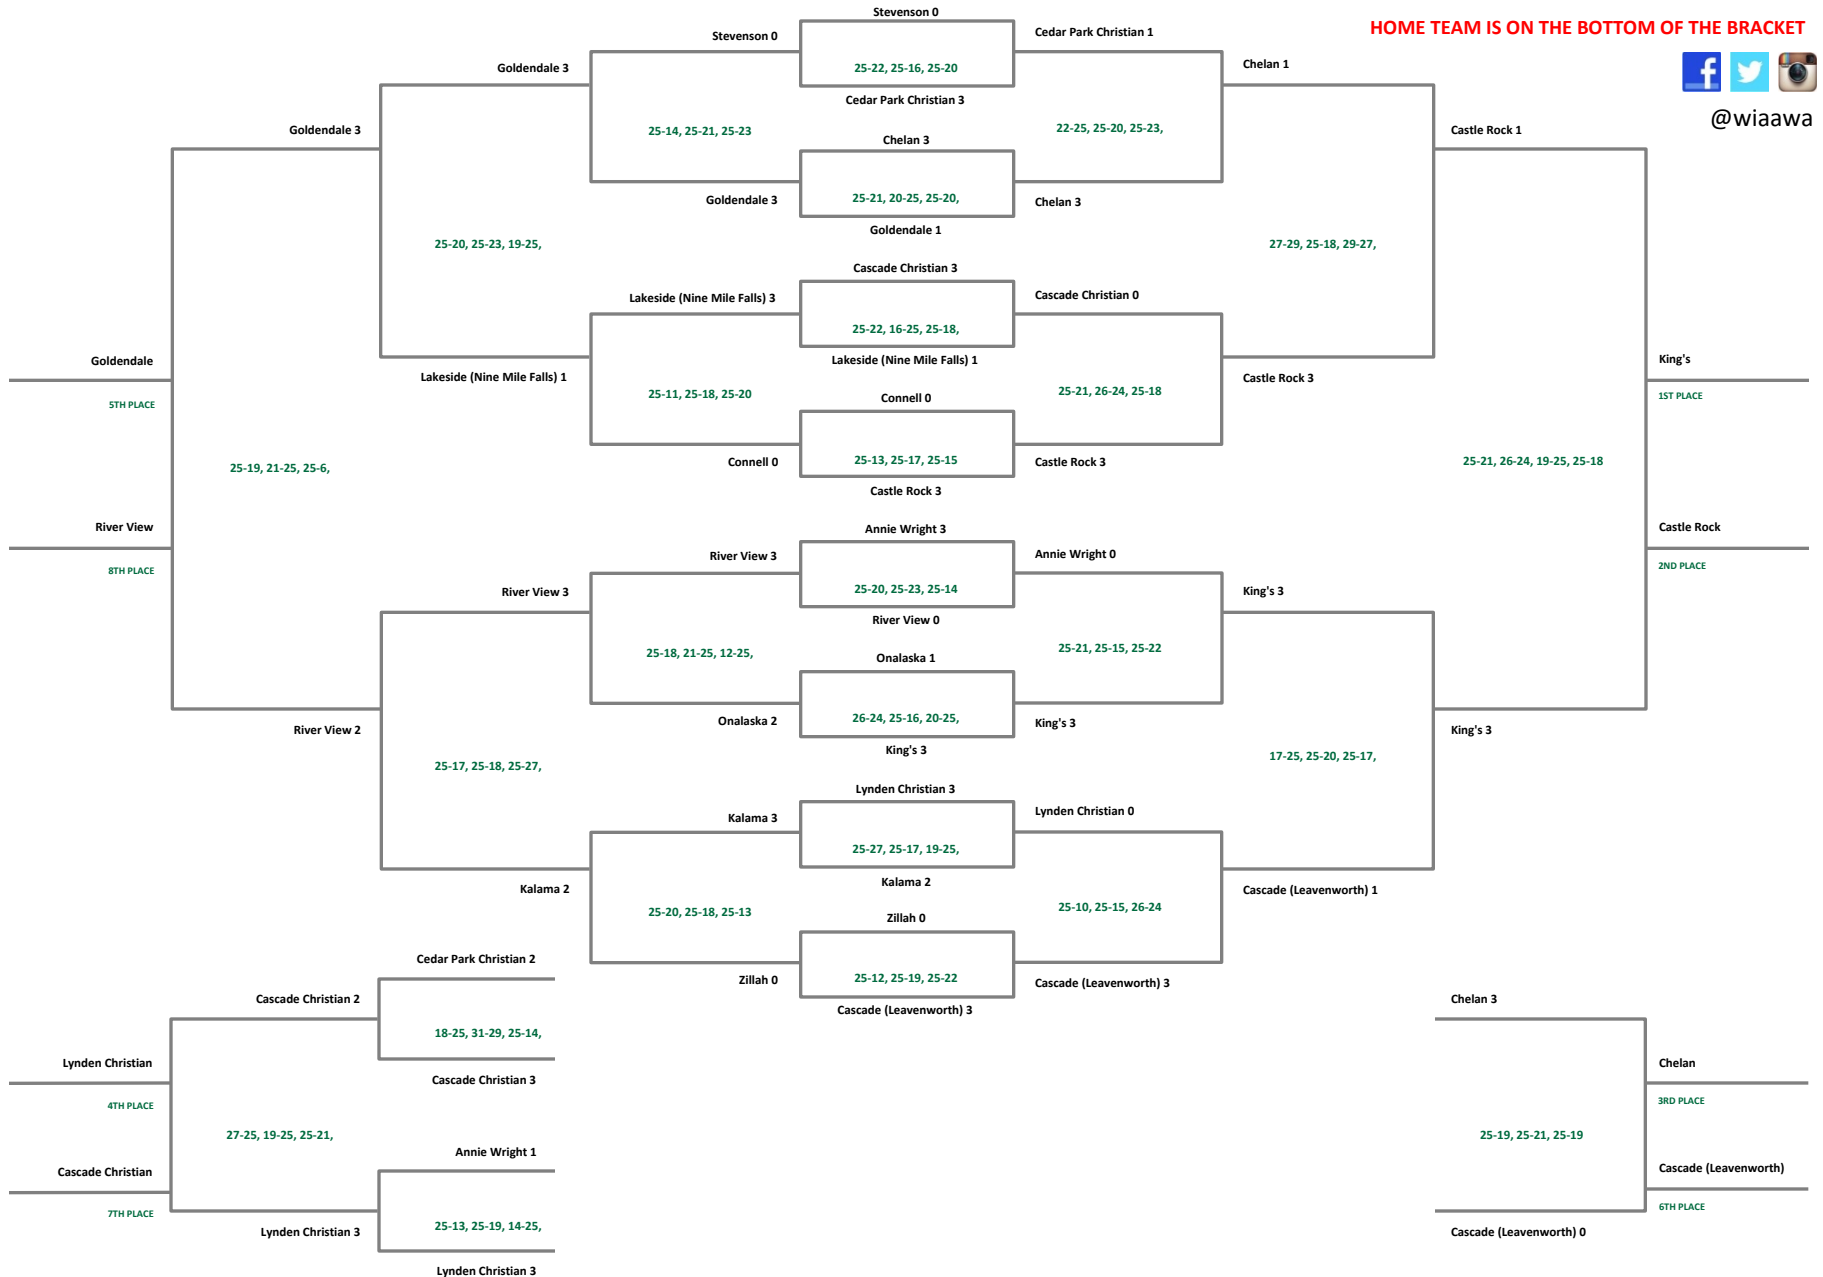 Stevenson 0
HOME TEAM IS ON THE BOTTOM OF THE BRACKET
Stevenson 0
Cedar Park Christian 1
Goldendale 3
25-22, 25-16, 25-20
Chelan 1
Cedar Park Christian 3
@wiaawa
Goldendale 3
25-14, 25-21, 25-23
Chelan 3
22-25, 25-20, 25-23,
Castle Rock 1
Goldendale 3
25-21, 20-25, 25-20,
Chelan 3
Goldendale 1
25-20, 25-23, 19-25,
27-29, 25-18, 29-27,
Cascade Christian 3
Lakeside (Nine Mile Falls) 3
Cascade Christian 0
25-22, 16-25, 25-18,
Goldendale
Lakeside (Nine Mile Falls) 1
King's
Lakeside (Nine Mile Falls) 1
Castle Rock 3
5TH PLACE
25-11, 25-18, 25-20
Connell 0
25-21, 26-24, 25-18
1ST PLACE
25-19, 21-25, 25-6,
Connell 0
25-13, 25-17, 25-15
Castle Rock 3
25-21, 26-24, 19-25, 25-18
Castle Rock 3
River View
Annie Wright 3
Castle Rock
River View 3
Annie Wright 0
8TH PLACE
2ND PLACE
River View 3
25-20, 25-23, 25-14
King's 3
River View 0
25-18, 21-25, 12-25,
Onalaska 1
25-21, 25-15, 25-22
River View 2
Onalaska 2
26-24, 25-16, 20-25,
King's 3
King's 3
King's 3
25-17, 25-18, 25-27,
17-25, 25-20, 25-17,
Lynden Christian 3
Kalama 3
Lynden Christian 0
25-27, 25-17, 19-25,
Kalama 2
Kalama 2
Cascade (Leavenworth) 1
25-20, 25-18, 25-13
Zillah 0
25-10, 25-15, 26-24
Cedar Park Christian 2
Zillah 0
25-12, 25-19, 25-22
Cascade (Leavenworth) 3
Cascade Christian 2
Cascade (Leavenworth) 3
Chelan 3
18-25, 31-29, 25-14,
Lynden Christian
Chelan
Cascade Christian 3
4TH PLACE
3RD PLACE
27-25, 19-25, 25-21,
25-19, 25-21, 25-19
Annie Wright 1
Cascade Christian
Cascade (Leavenworth)
7TH PLACE
6TH PLACE
Lynden Christian 3
25-13, 25-19, 14-25,
Cascade (Leavenworth) 0
Lynden Christian 3